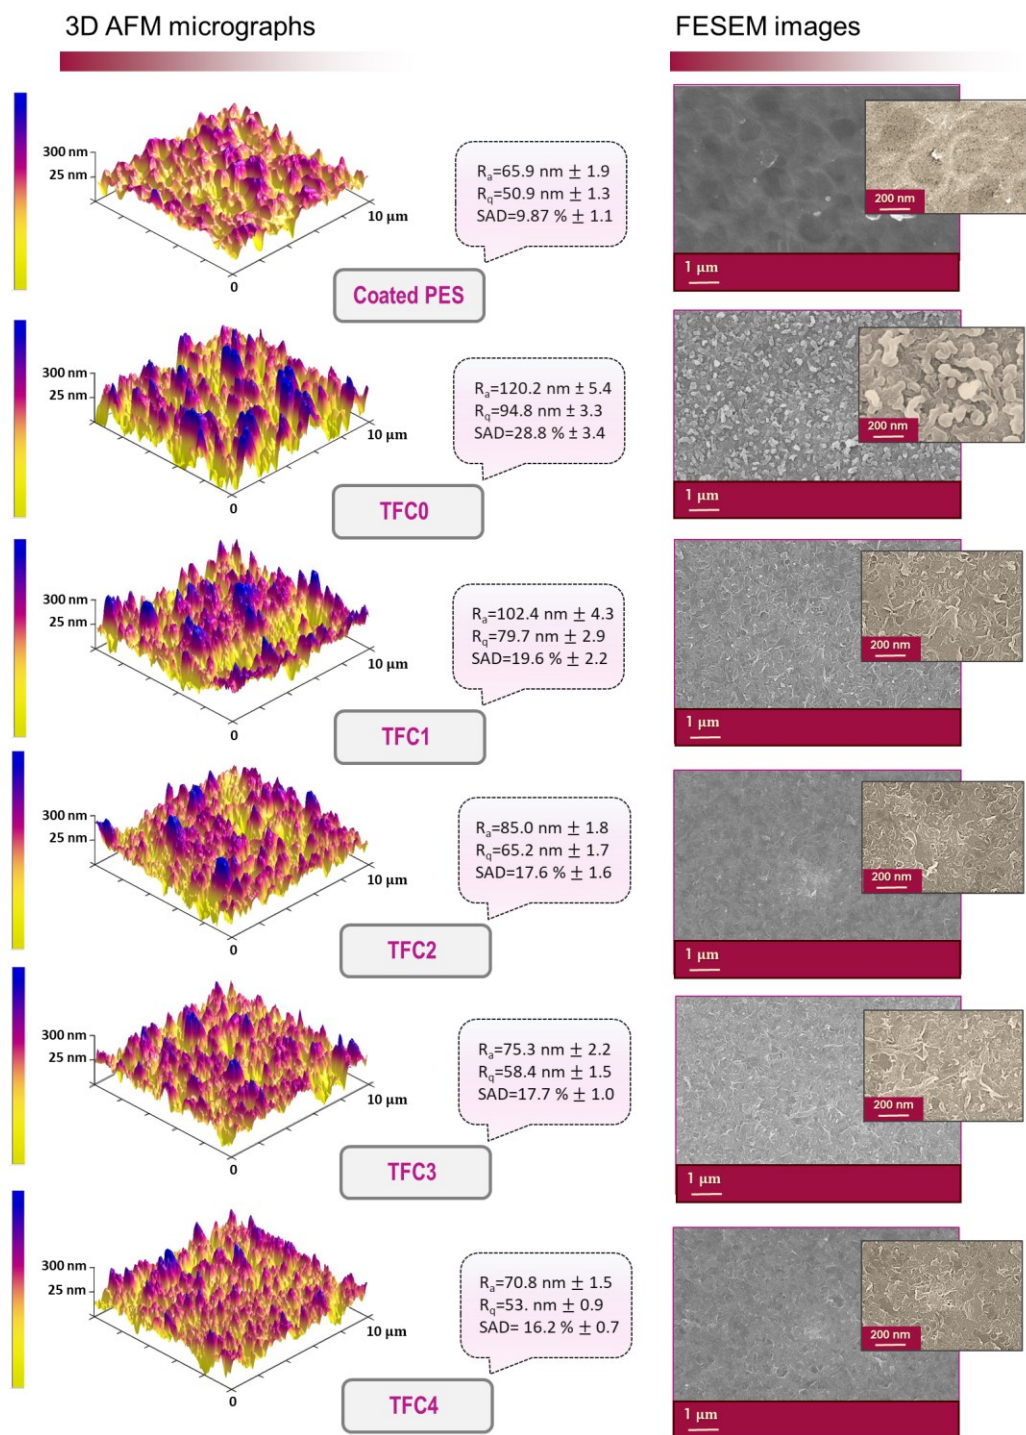 3D AFM micrographs
FESEM images
300 nm
25 nm
10 µm
0
Rₐ=65.9 nm ± 1.9
R_q=50.9 nm ± 1.3
SAD=9.87 % ± 1.1
Coated PES
200 nm
1 µm
300 nm
25 nm
10 µm
0
Rₐ=120.2 nm ± 5.4
R_q=94.8 nm ± 3.3
SAD=28.8 % ± 3.4
TFC0
200 nm
1 µm
300 nm
25 nm
10 µm
0
Rₐ=102.4 nm ± 4.3
R_q=79.7 nm ± 2.9
SAD=19.6 % ± 2.2
TFC1
200 nm
1 µm
300 nm
25 nm
10 µm
0
Rₐ=85.0 nm ± 1.8
R_q=65.2 nm ± 1.7
SAD=17.6 % ± 1.6
TFC2
200 nm
1 µm
300 nm
25 nm
10 µm
0
Rₐ=75.3 nm ± 2.2
R_q=58.4 nm ± 1.5
SAD=17.7 % ± 1.0
TFC3
200 nm
1 µm
300 nm
25 nm
10 µm
0
Rₐ=70.8 nm ± 1.5
R_q=53. nm ± 0.9
SAD= 16.2 % ± 0.7
TFC4
200 nm
1 µm